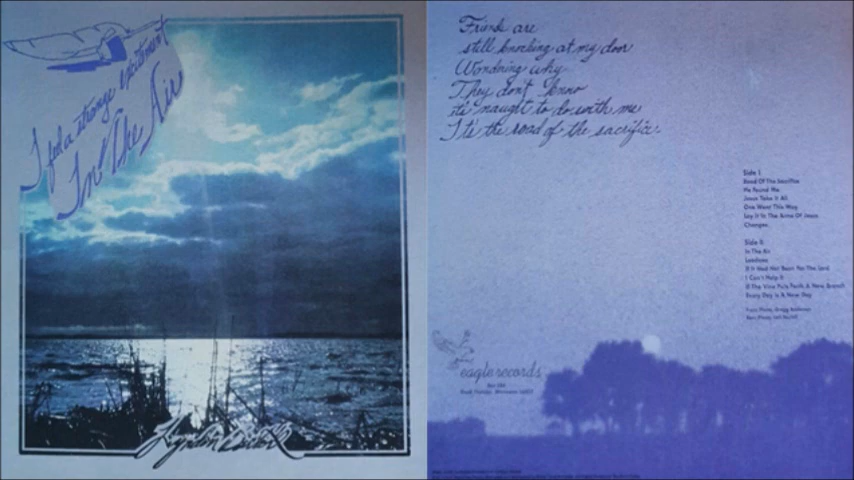 I feel a strange excitement
In The Air
Friends are
still knocking at my door
Wondring why
They don't know
its naught to do with me
Its the road of the sacrifice.
Side I
Road Of The Sacrifice
He Found Me
Jesus Take It All
One Went This Way
Lay It In The Arms Of Jesus
Changes
Side II
In The Air
Loneliness
If It Had Not Been For The Lord
I Can't Help It
If The Vine Puts Forth A New Branch
Every Day Is A New Day
eagle records